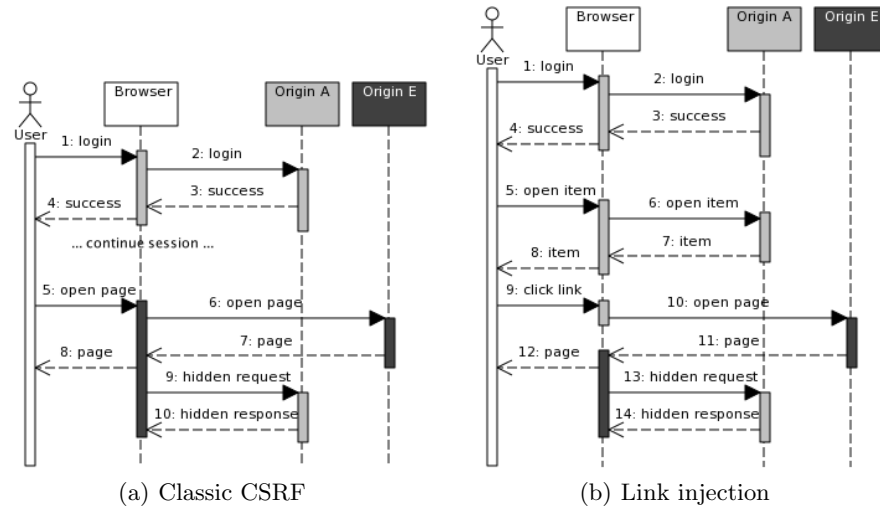 Browser
Origin A
Origin E
User
1: login
2: login
3: success
4: success
... continue session ...
5: open page
6: open page
7: page
8: page
9: hidden request
10: hidden response
(a) Classic CSRF
Browser
Origin A
Origin E
User
1: login
2: login
3: success
4: success
5: open item
6: open item
7: item
8: item
9: click link
10: open page
11: page
12: page
13: hidden request
14: hidden response
(b) Link injection